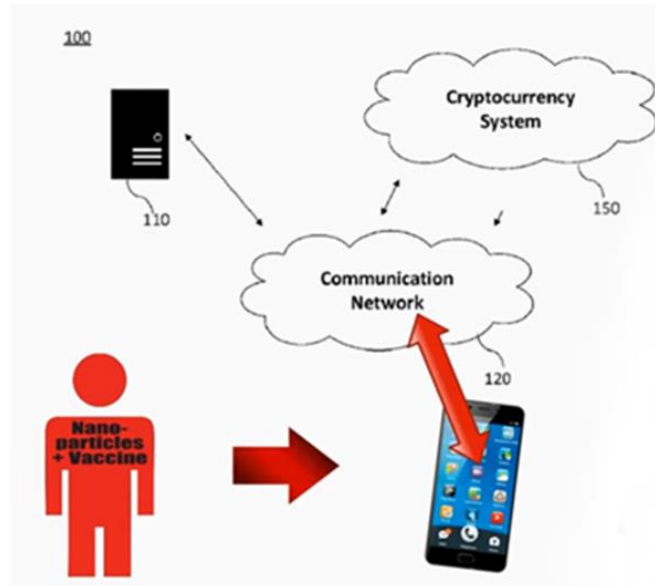 100
Cryptocurrency
System
110
150
Communication
Network
120
Nano-
particles
+ Vaccine